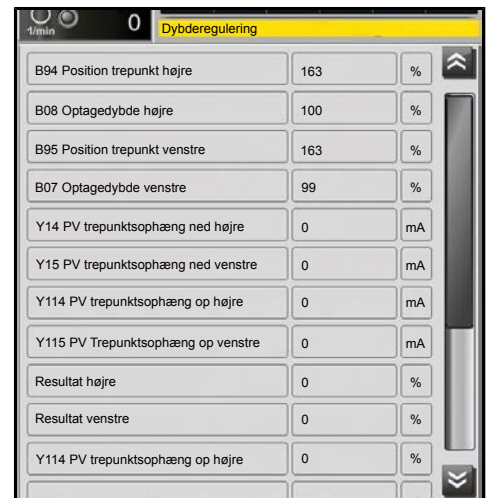 1/min 0 Dybderegulering
B94 Position trepunkt højre 163 %
B08 Optagedybde højre 100 %
B95 Position trepunkt venstre 163 %
B07 Optagedybde venstre 99 %
Y14 PV trepunktsophæng ned højre 0 mA
Y15 PV trepunktsophæng ned venstre 0 mA
Y114 PV trepunktsophæng op højre 0 mA
Y115 PV Trepunktsophæng op venstre 0 mA
Resultat højre 0 %
Resultat venstre 0 %
Y114 PV trepunktsophæng op højre 0 %